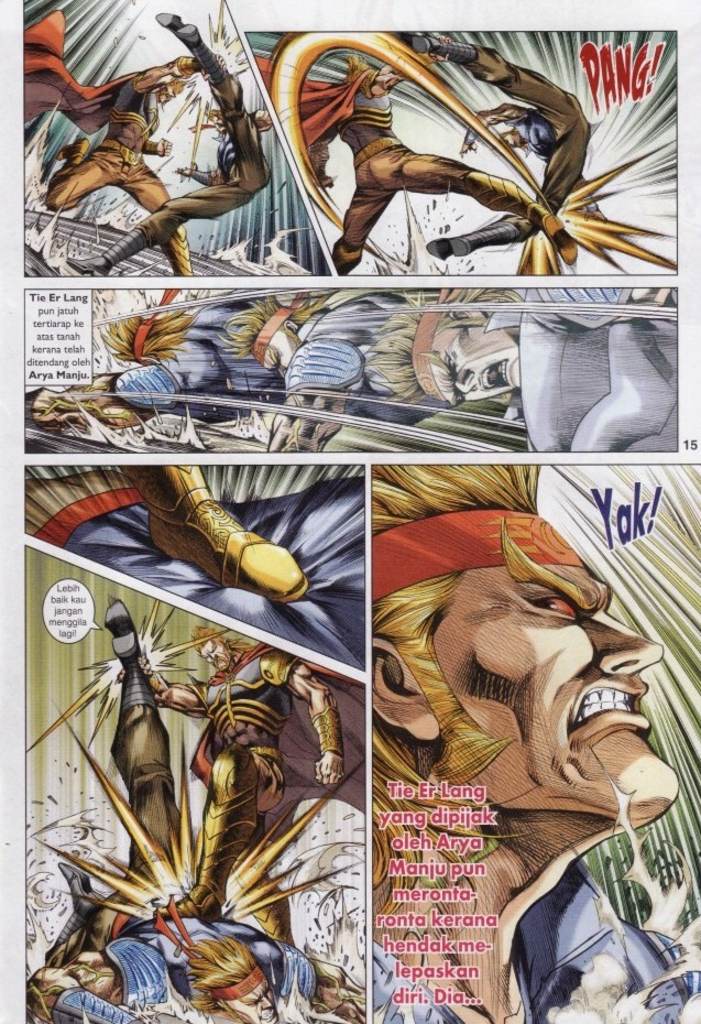 PANG!
Tie Er Lang
pun jatuh
tertiarap ke
atas tanah
kerana telah
ditendang oleh
Arya Manju.
15
Yak!
Lebih
baik kau
jangan
menggila
lagi!
Tie Er Lang
yang dipijak
oleh Arya
Manju pun
meronta-
ronta kerana
hendak me-
lepaskan
diri. Dia...